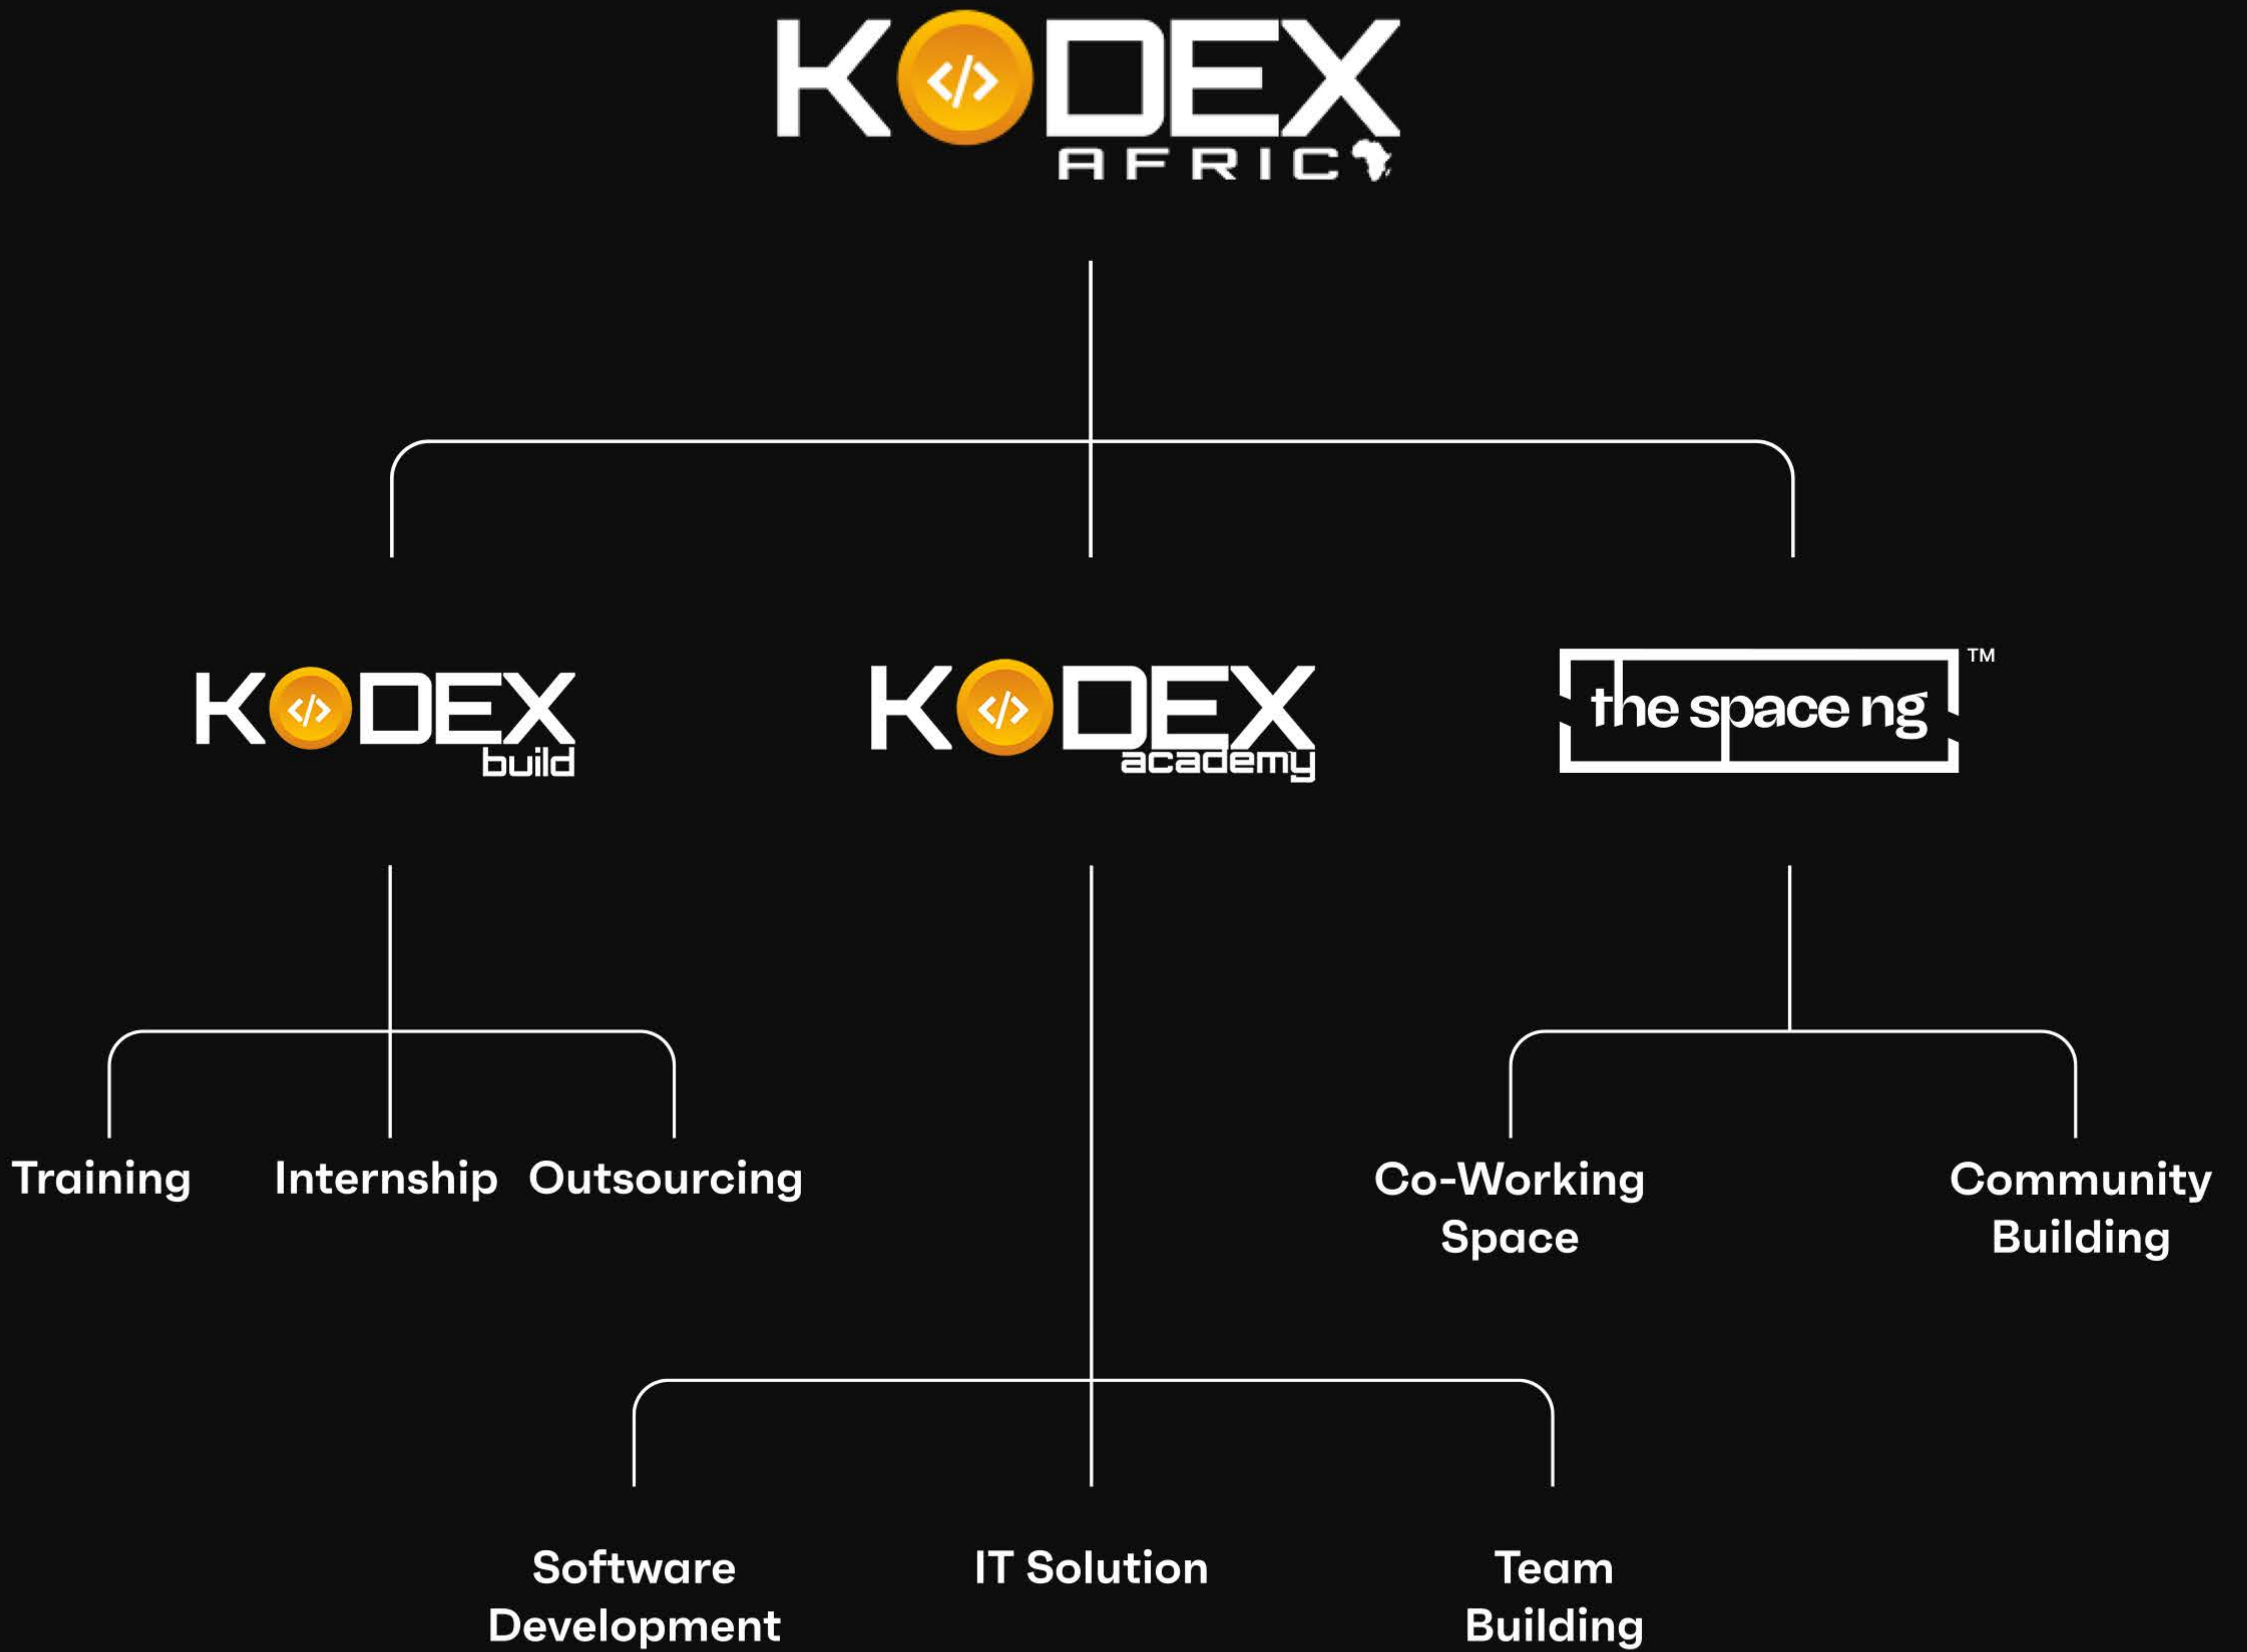 KODEX
AFRICA
KODEX
build
KODEX
academy
the space ng
TM
Training
Internship
Outsourcing
Co-Working
Space
Community
Building
Software
Development
IT Solution
Team
Building